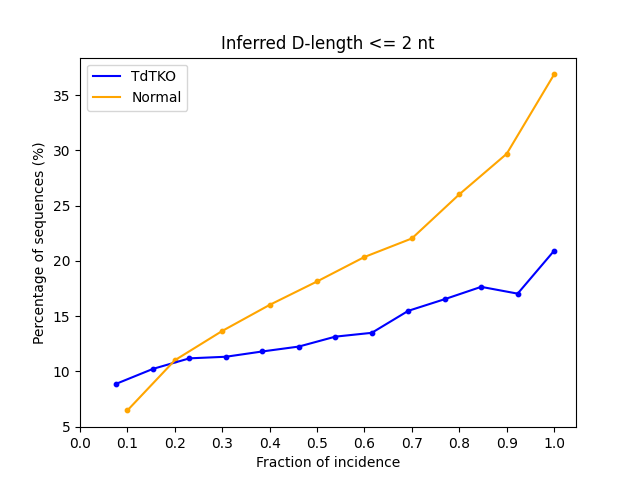 Inferred D-length <= 2 nt
TdTKO
Normal
35
30
25
20
15
10
5
Percentage of sequences (%)
0.0 0.1 0.2 0.3 0.4 0.5 0.6 0.7 0.8 0.9 1.0
Fraction of incidence